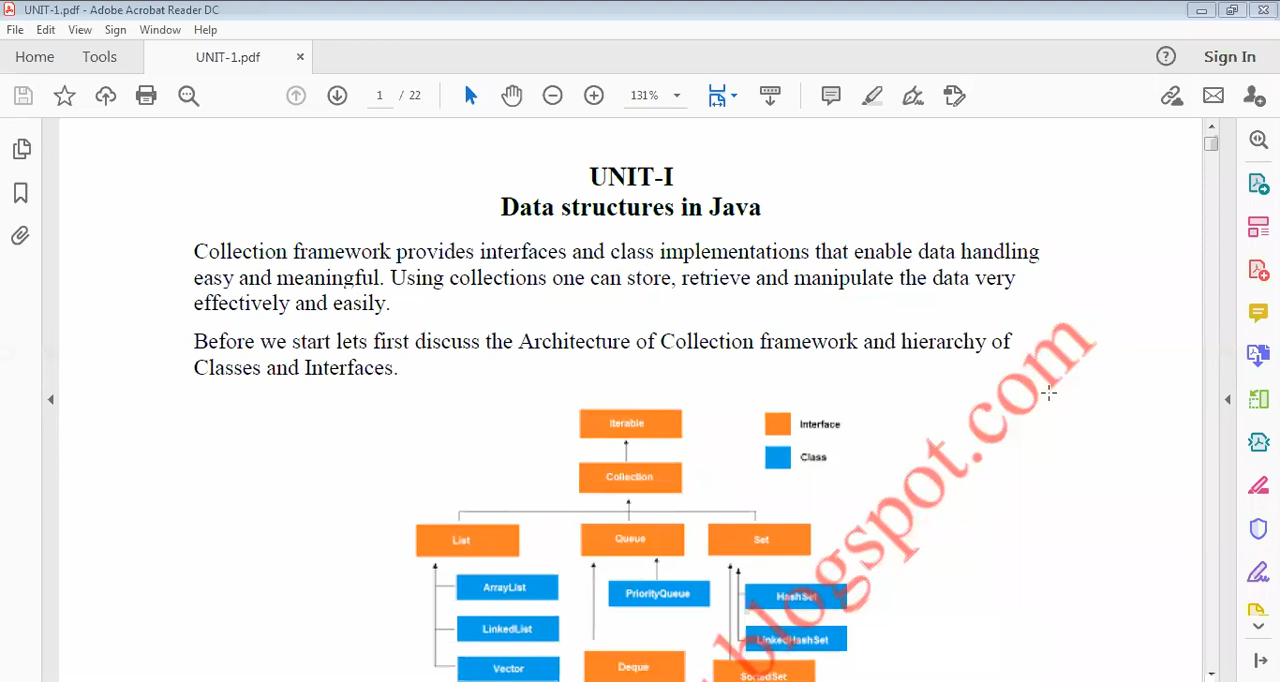 UNIT-1.pdf - Adobe Acrobat Reader DC
File Edit View Sign Window Help
Home Tools UNIT-1.pdf × Sign In
1 / 22 131%
UNIT-I
Data structures in Java
Collection framework provides interfaces and class implementations that enable data handling
easy and meaningful. Using collections one can store, retrieve and manipulate the data very
effectively and easily.
Before we start lets first discuss the Architecture of Collection framework and hierarchy of
Classes and Interfaces.
Iterable Interface
Class
Collection
List Queue Set
ArrayList PriorityQueue HashSet
LinkedList LinkedHashSet
Vector Deque SortedSet
.blogspot.com